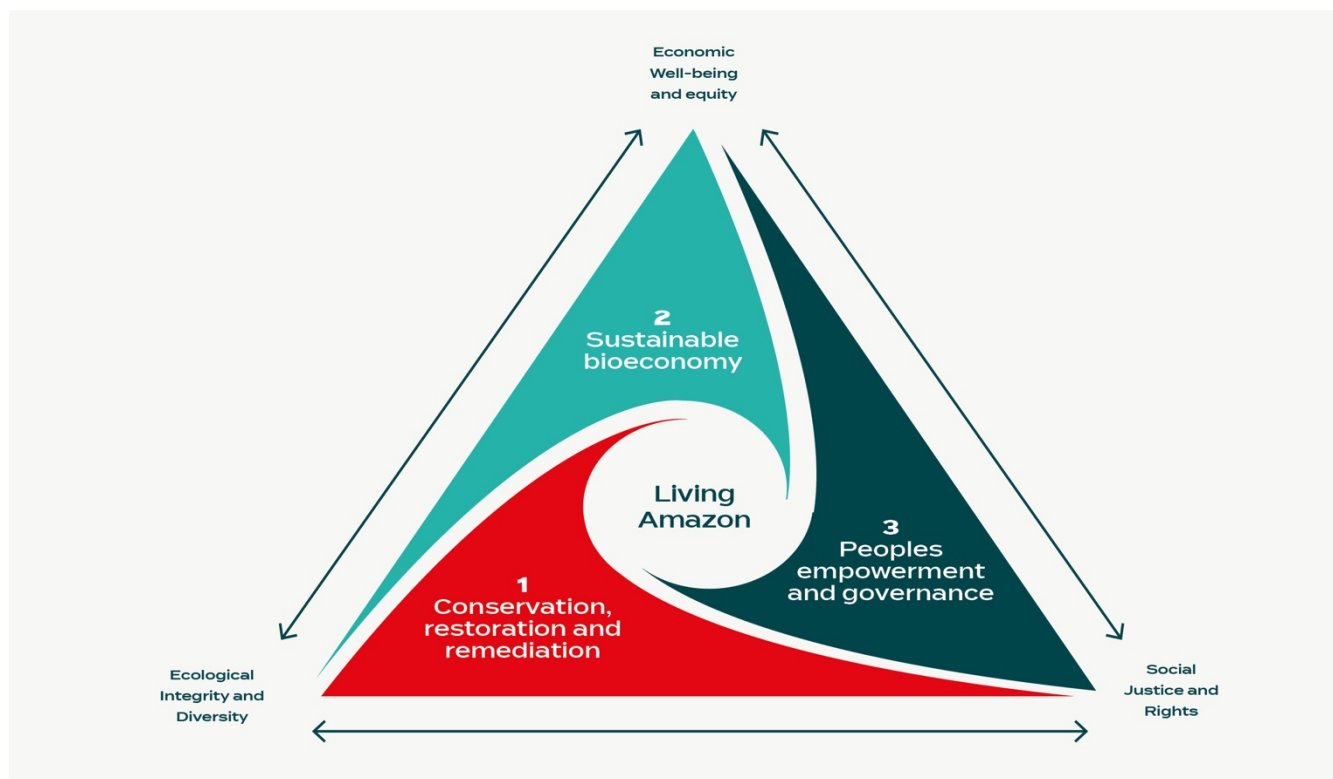 Economic
Well-being
and equity
2
Sustainable
bioeconomy
Living
Amazon
3
Peoples
empowerment
and governance
1
Conservation,
restoration and
remediation
Ecological
Integrity and
Diversity
Social
Justice and
Rights